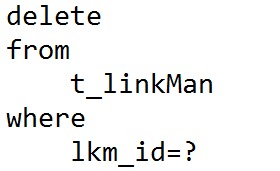 delete
from
    t_linkMan
where
    lkm_id=?